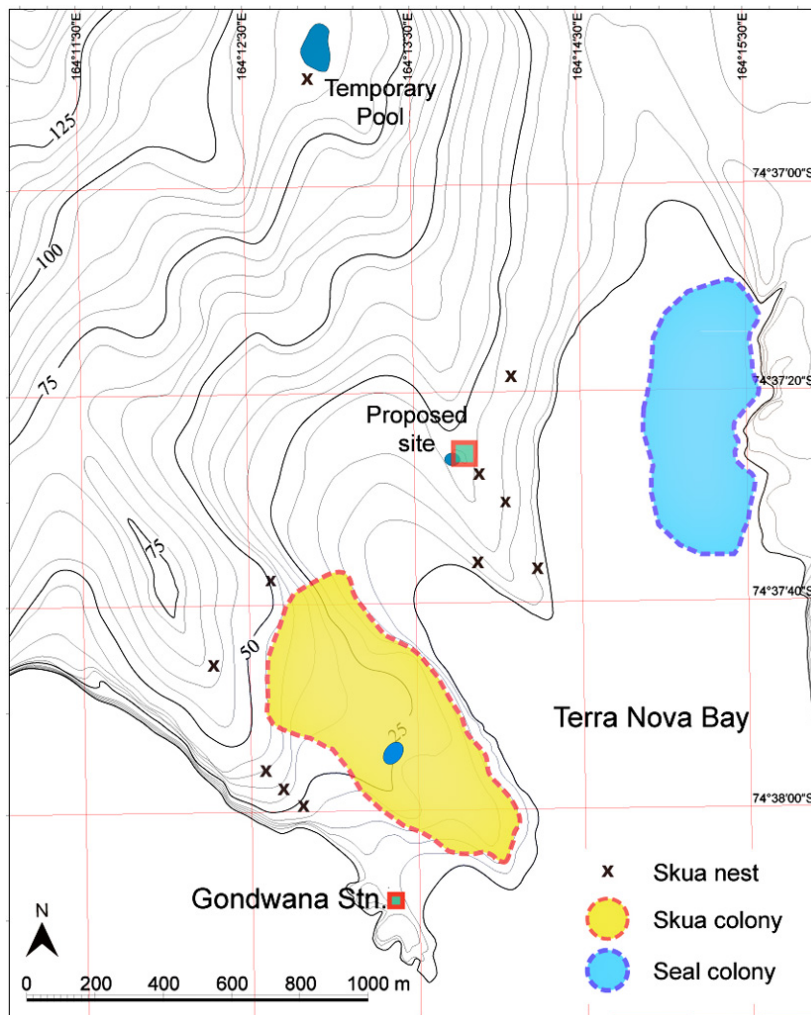 164°11'30"E
164°12'30"E
164°13'30"E
164°14'30"E
164°15'30"E
Temporary
Pool
125
74°37'00"S
100
75
74°37'20"S
Proposed
site
75
74°37'40"S
50
Terra Nova Bay
25
74°38'00"S
Gondwana Stn.
x Skua nest
Skua colony
Seal colony
N
0 200 400 600 800 1000 m